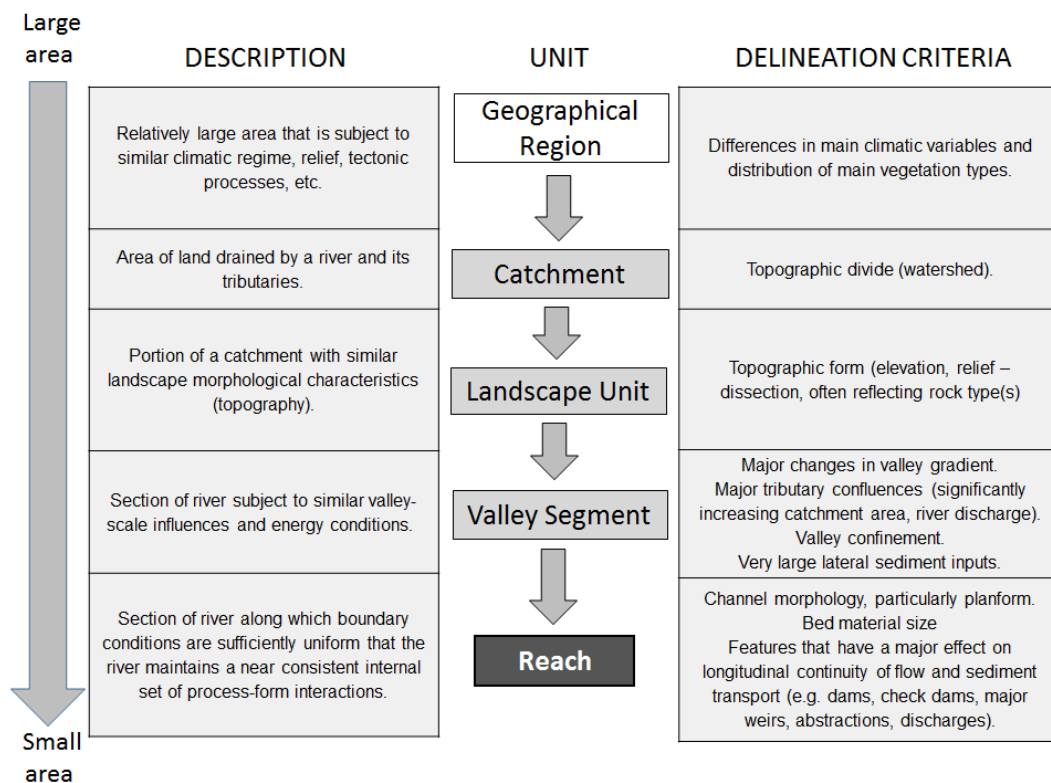 Large
area
DESCRIPTION
UNIT
DELINEATION CRITERIA
Relatively large area that is subject to
similar climatic regime, relief, tectonic
processes, etc.
Geographical
Region
Differences in main climatic variables and
distribution of main vegetation types.
Area of land drained by a river and its
tributaries.
Catchment
Topographic divide (watershed).
Portion of a catchment with similar
landscape morphological characteristics
(topography).
Landscape Unit
Topographic form (elevation, relief –
dissection, often reflecting rock type(s)
Section of river subject to similar valley-
scale influences and energy conditions.
Valley Segment
Major changes in valley gradient.
Major tributary confluences (significantly
increasing catchment area, river discharge).
Valley confinement.
Very large lateral sediment inputs.
Section of river along which boundary
conditions are sufficiently uniform that the
river maintains a near consistent internal
set of process-form interactions.
Reach
Channel morphology, particularly planform.
Bed material size
Features that have a major effect on
longitudinal continuity of flow and sediment
transport (e.g. dams, check dams, major
weirs, abstractions, discharges).
Small
area